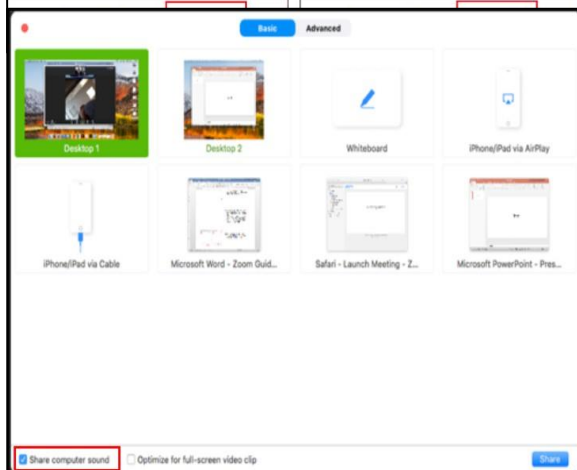 Basic Advanced
Desktop 1 Desktop 2 Whiteboard iPhone/iPad via AirPlay
iPhone/iPad via Cable Microsoft Word - Zoom Guid... Safari - Launch Meeting - Z... Microsoft PowerPoint - Pres...
Share computer sound Optimize for full-screen video clip Share